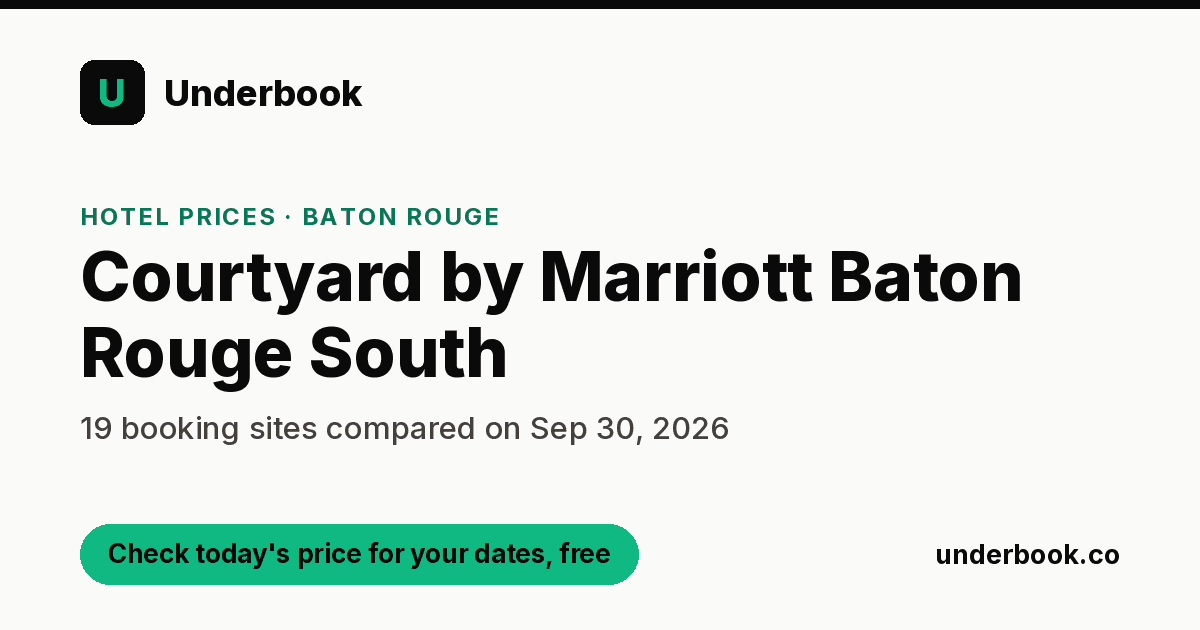 U
Underbook
HOTEL PRICES · BATON ROUGE
Courtyard by Marriott Baton
Rouge South
19 booking sites compared on Sep 30, 2026
Check today's price for your dates, free
underbook.co